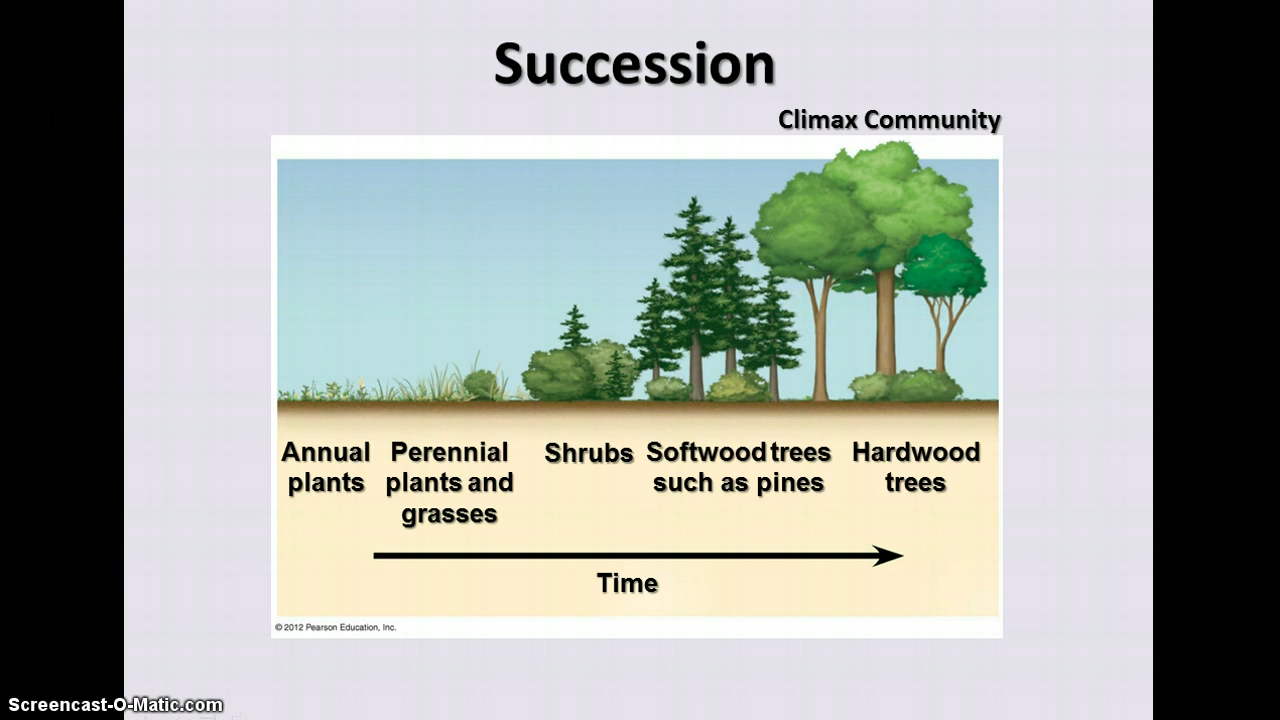 Succession
Climax Community
Annual
plants
Perennial
plants and
grasses
Shrubs
Softwood trees
such as pines
Hardwood
trees
Time
© 2012 Pearson Education, Inc.
Screencast-O-Matic.com